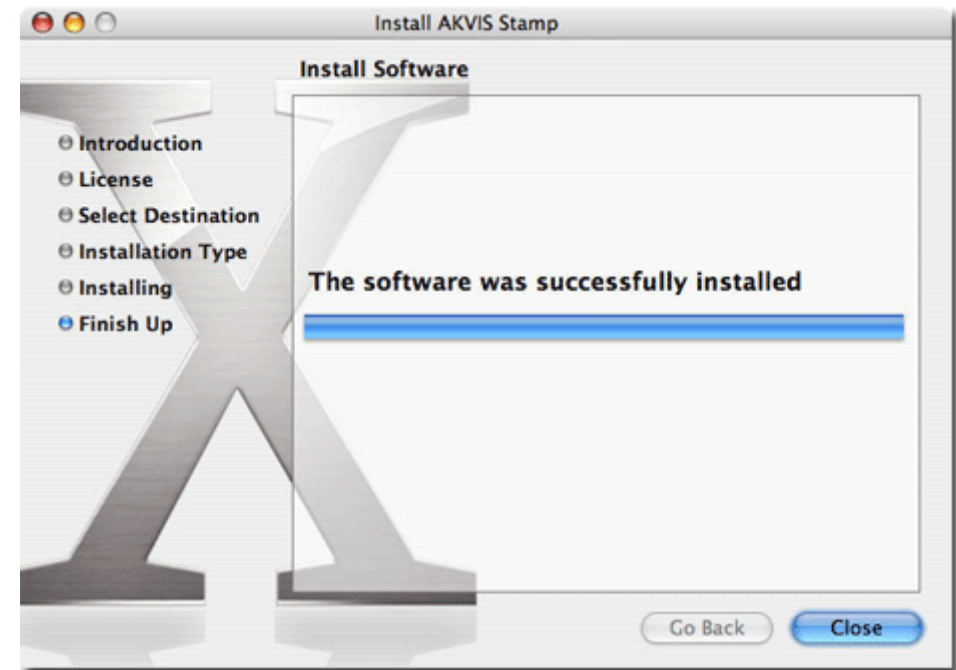 Install AKVIS Stamp
Install Software
Introduction
License
Select Destination
Installation Type
Installing
Finish Up
The software was successfully installed
Go Back
Close